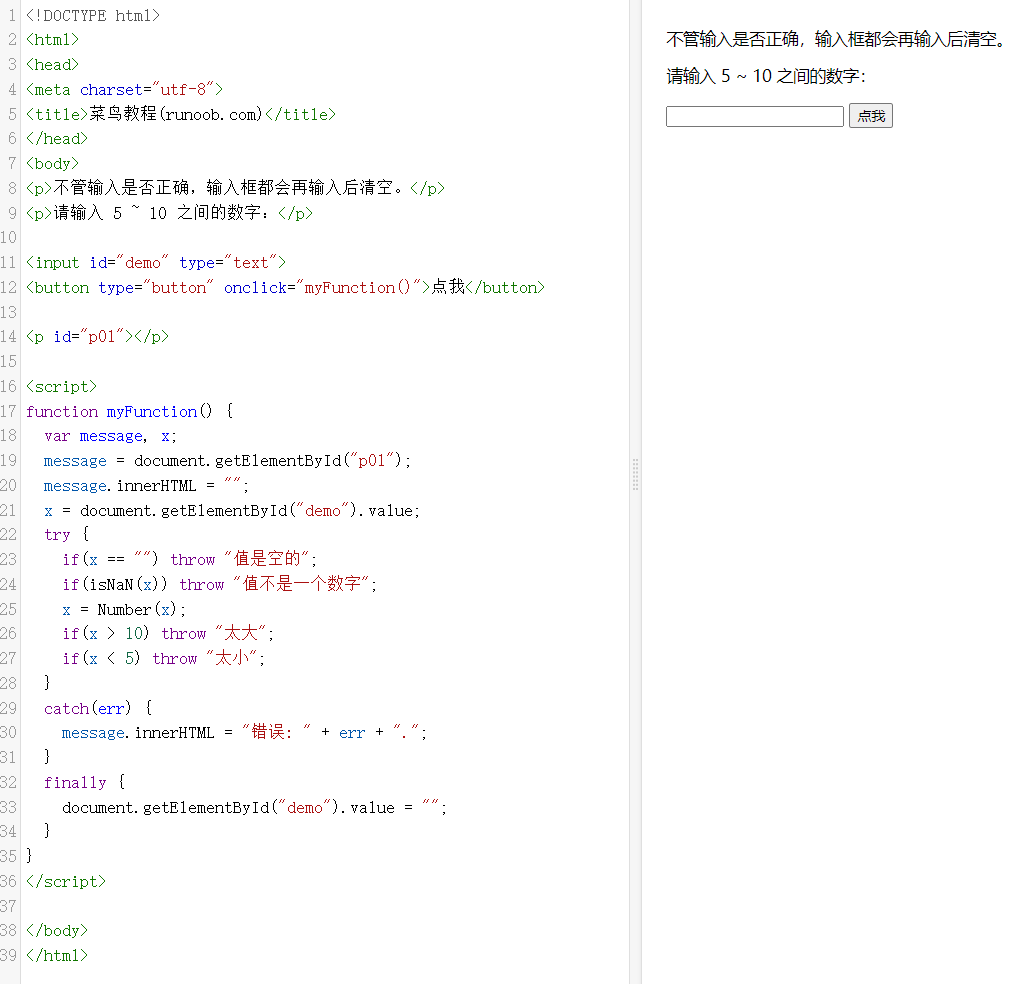 1 <!DOCTYPE html>
2 <html>
3 <head>
4 <meta charset="utf-8">
5 <title>菜鸟教程(runoob.com)</title>
6 </head>
7 <body>
8 <p>不管输入是否正确，输入框都会再输入后清空。</p>
9 <p>请输入 5 ~ 10 之间的数字：</p>
10
11 <input id="demo" type="text">
12 <button type="button" onclick="myFunction()">点我</button>
13
14 <p id="p01"></p>
15
16 <script>
17 function myFunction() {
18   var message, x;
19   message = document.getElementById("p01");
20   message.innerHTML = "";
21   x = document.getElementById("demo").value;
22   try {
23     if(x == "") throw "值是空的";
24     if(isNaN(x)) throw "值不是一个数字";
25     x = Number(x);
26     if(x > 10) throw "太大";
27     if(x < 5) throw "太小";
28   }
29   catch(err) {
30     message.innerHTML = "错误: " + err + ".";
31   }
32   finally {
33     document.getElementById("demo").value = "";
34   }
35 }
36 </script>
37
38 </body>
39 </html>
不管输入是否正确，输入框都会再输入后清空。
请输入 5 ~ 10 之间的数字：
点我